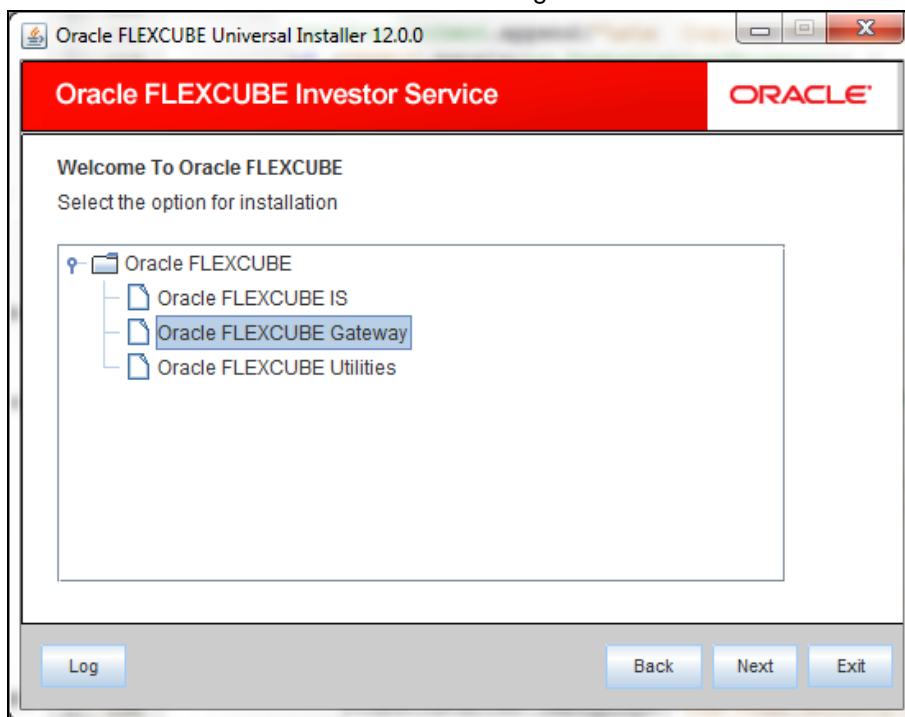 Oracle FLEXCUBE Universal Installer 12.0.0
Oracle FLEXCUBE Investor Service
ORACLE
Welcome To Oracle FLEXCUBE
Select the option for installation
Oracle FLEXCUBE
Oracle FLEXCUBE IS
Oracle FLEXCUBE Gateway
Oracle FLEXCUBE Utilities
Log Back Next Exit